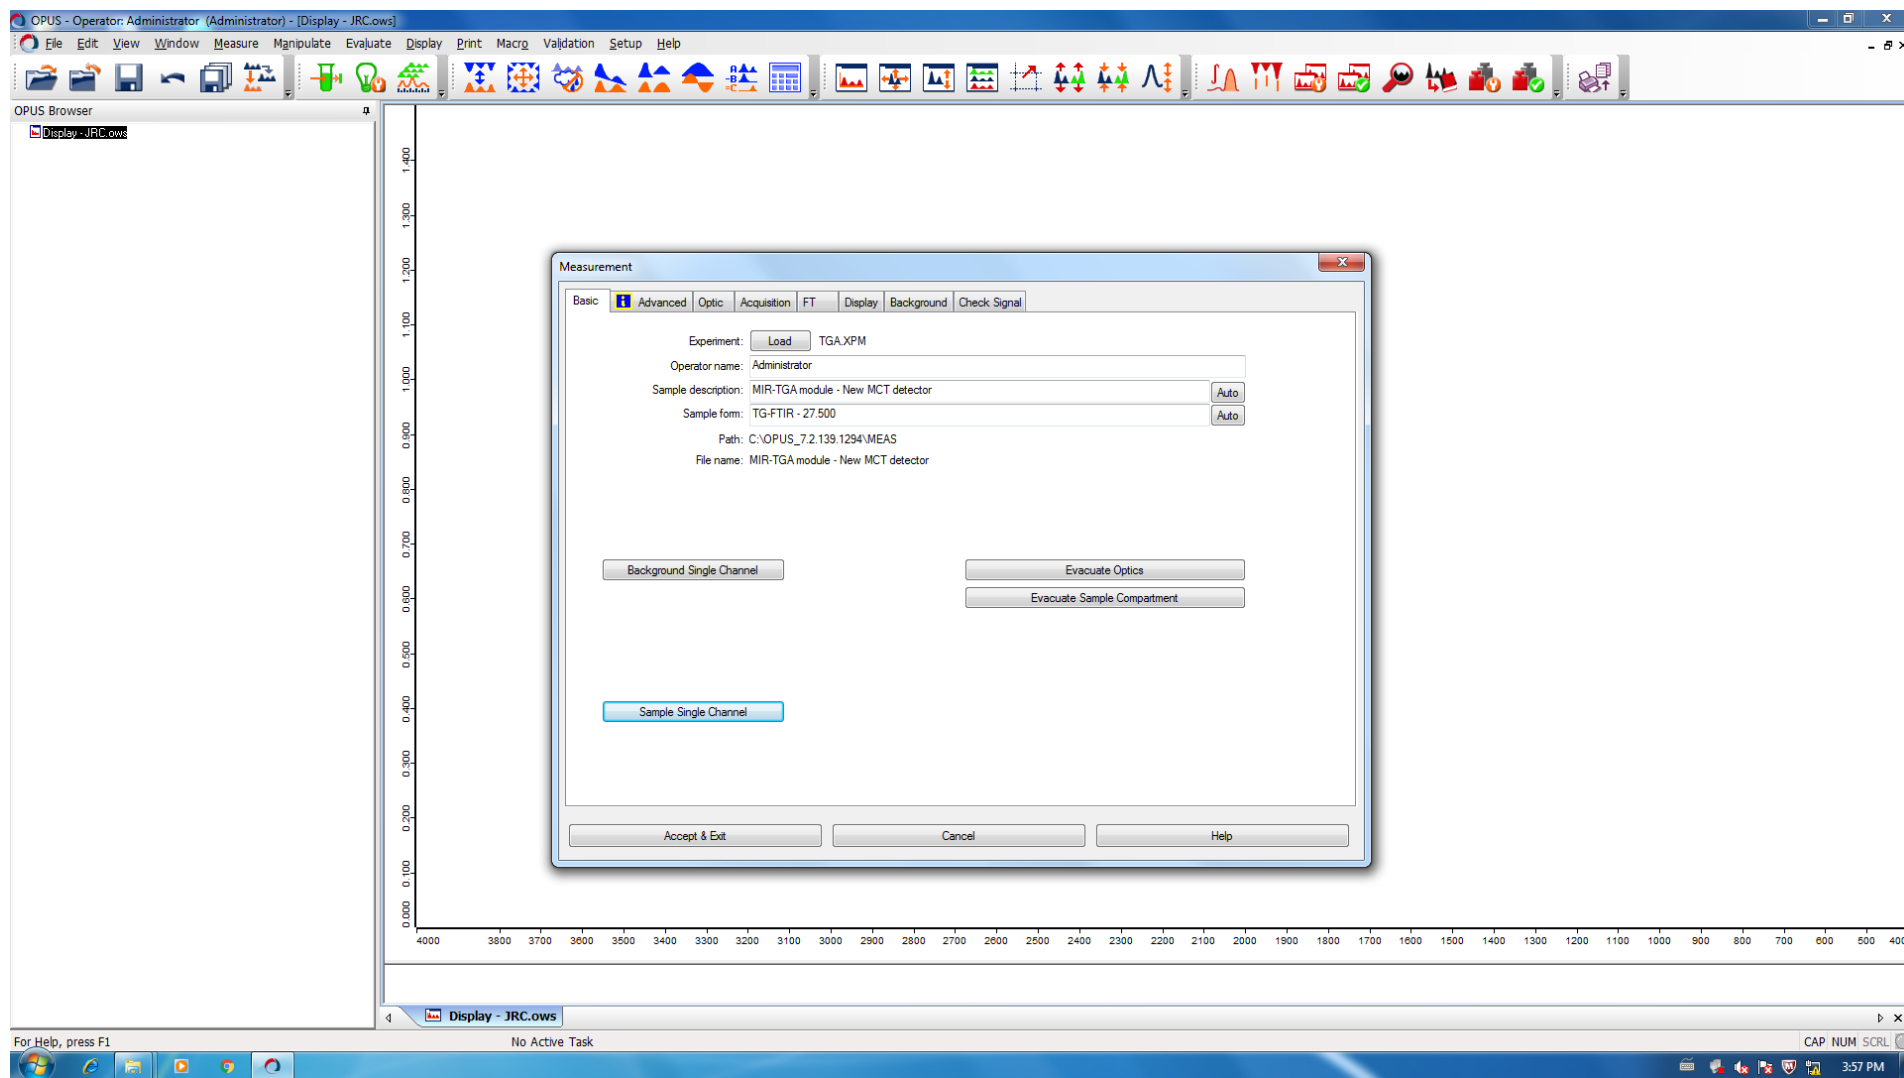 OPUS - Operator: Administrator (Administrator) - [Display - JRC.ows]
File Edit View Window Measure Manipulate Evaluate Display Print Macro Validation Setup Help
OPUS Browser
Display - JRC.ows
1.400
1.300
1.200
1.100
1.000
0.900
0.800
0.700
0.600
0.500
0.400
0.300
0.200
0.100
0.000
Measurement
Basic Advanced Optic Acquisition FT Display Background Check Signal
Experiment: Load TGA.XPM
Operator name: Administrator
Sample description: MIR-TGA module - New MCT detector Auto
Sample form: TG-FTIR - 27.500 Auto
Path: C:\OPUS_7.2.139.1294\MEAS
File name: MIR-TGA module - New MCT detector
Background Single Channel Evacuate Optics
Evacuate Sample Compartment
Sample Single Channel
Accept & Exit Cancel Help
4000 3800 3700 3600 3500 3400 3300 3200 3100 3000 2900 2800 2700 2600 2500 2400 2300 2200 2100 2000 1900 1800 1700 1600 1500 1400 1300 1200 1100 1000 900 800 700 600 500 400
Display - JRC.ows
For Help, press F1 No Active Task CAP NUM SCRL
3:57 PM